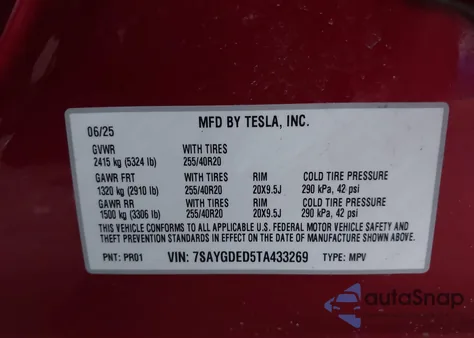 06/25 MFD BY TESLA, INC.
GVWR WITH TIRES
2415 kg (5324 lb) 255/40R20
GAWR FRT WITH TIRES RIM COLD TIRE PRESSURE
1320 kg (2910 lb) 255/40R20 20X9.5J 290 kPa, 42 psi
GAWR RR WITH TIRES RIM COLD TIRE PRESSURE
1500 kg (3306 lb) 255/40R20 20X9.5J 290 kPa, 42 psi
THIS VEHICLE CONFORMS TO ALL APPLICABLE U.S. FEDERAL MOTOR VEHICLE SAFETY AND
THEFT PREVENTION STANDARDS IN EFFECT ON THE DATE OF MANUFACTURE SHOWN ABOVE.
PNT: PR01 VIN: 7SAYGDED5TA433269 TYPE: MPV
autoSnap